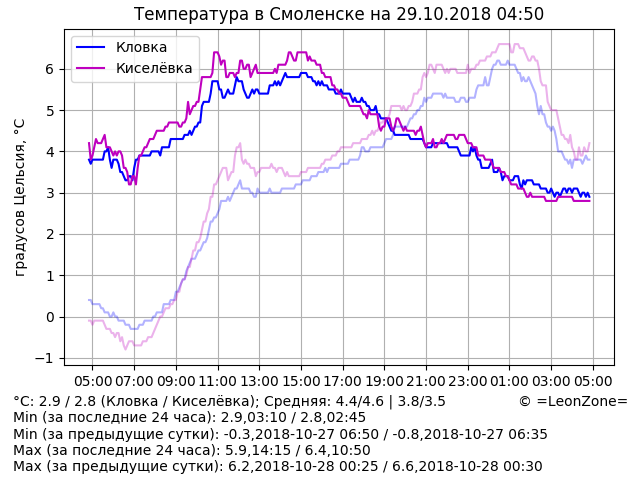 Температура в Смоленске на 29.10.2018 04:50
Кловка
Киселёвка
градусов Цельсия, °C
6
5
4
3
2
1
0
−1
05:00 07:00 09:00 11:00 13:00 15:00 17:00 19:00 21:00 23:00 01:00 03:00 05:00
°C: 2.9 / 2.8 (Кловка / Киселёвка); Средняя: 4.4/4.6 | 3.8/3.5 © =LeonZone=
Min (за последние 24 часа): 2.9,03:10 / 2.8,02:45
Min (за предыдущие сутки): -0.3,2018-10-27 06:50 / -0.8,2018-10-27 06:35
Max (за последние 24 часа): 5.9,14:15 / 6.4,10:50
Max (за предыдущие сутки): 6.2,2018-10-28 00:25 / 6.6,2018-10-28 00:30